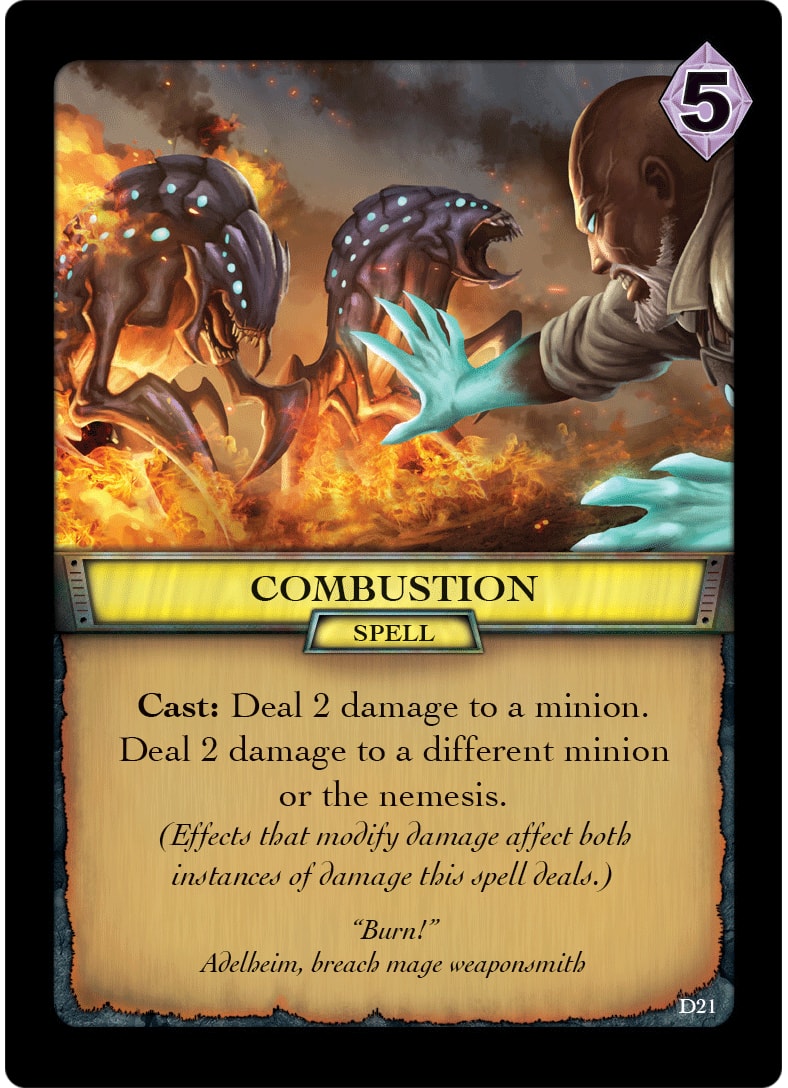 5
COMBUSTION
SPELL
Cast: Deal 2 damage to a minion.
Deal 2 damage to a different minion
or the nemesis.
(Effects that modify damage affect both
instances of damage this spell deals.)
“Burn!”
Adelheim, breach mage weaponsmith
D21